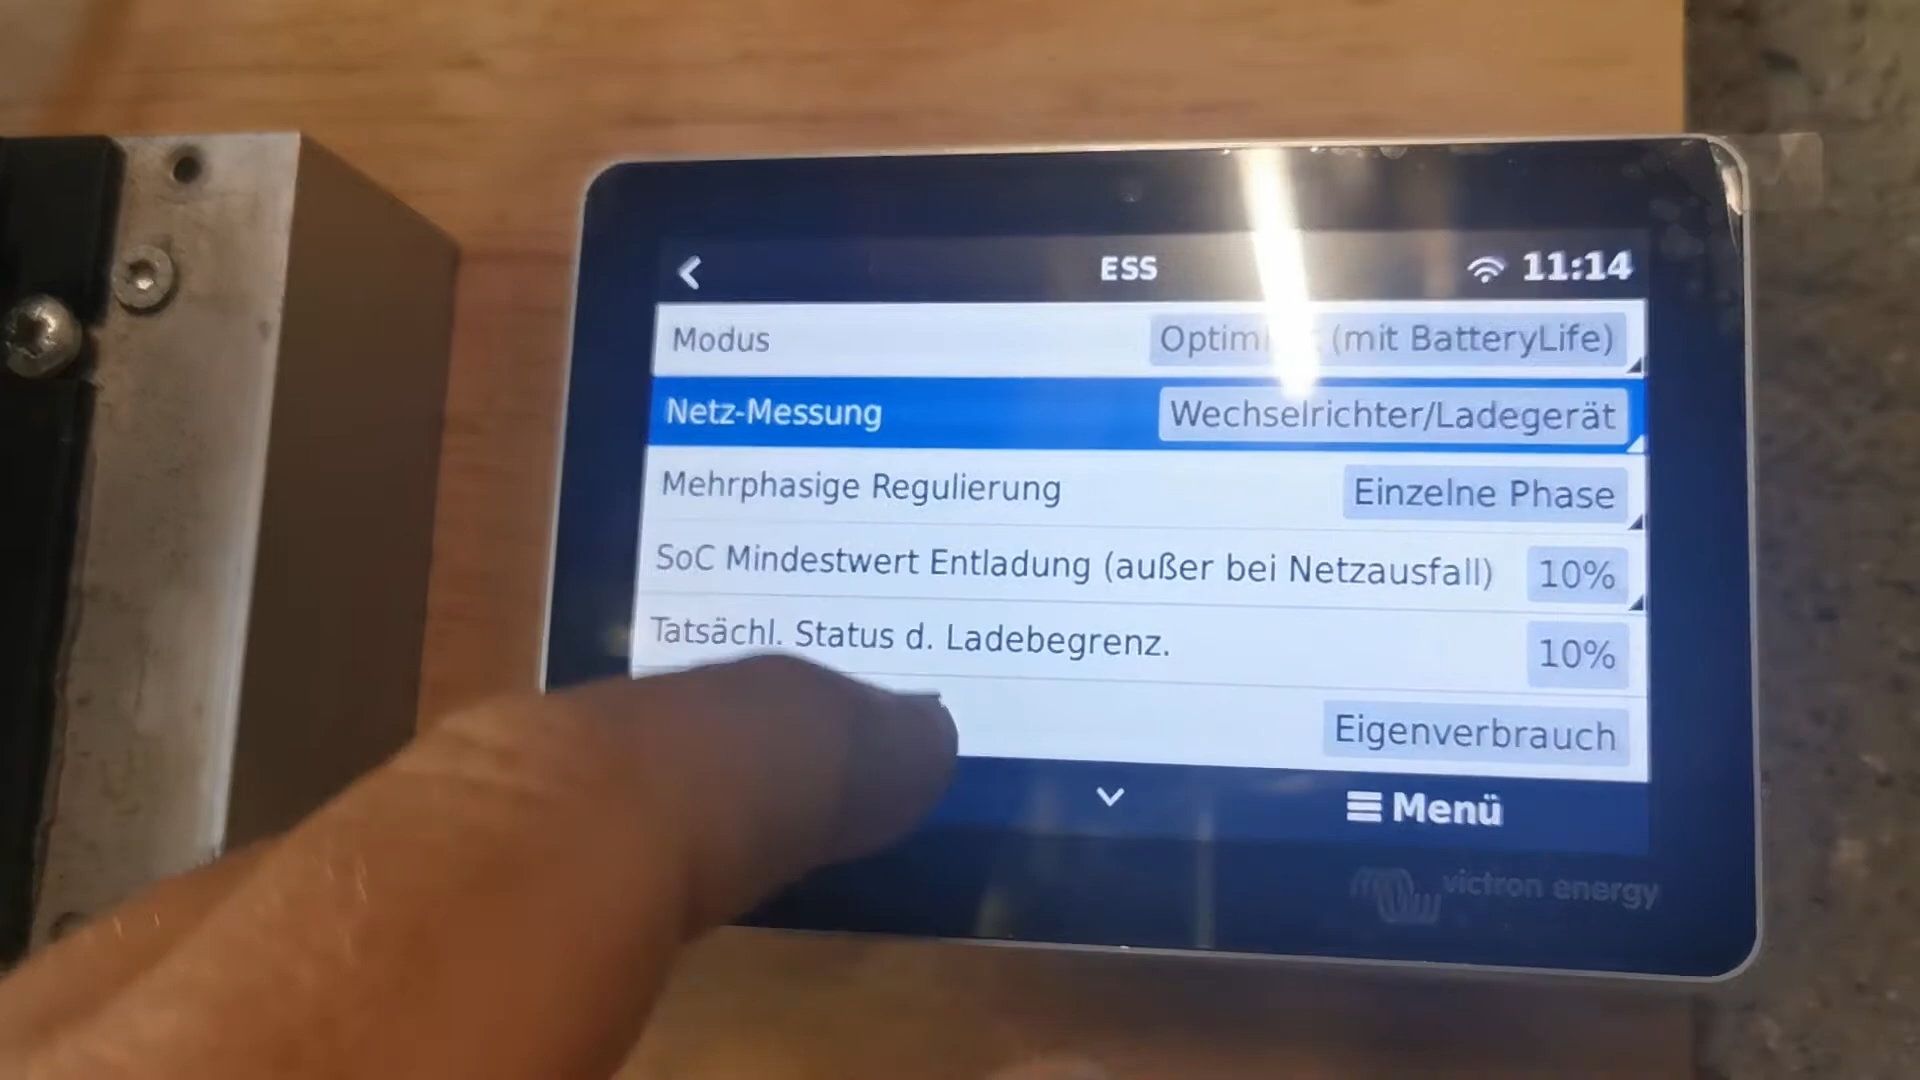 ESS 11:14
Modus (mit BatteryLife)
Netz-Messung Wechselrichter/Ladegerät
Mehrphasige Regulierung Einzelne Phase
SoC Mindestwert Entladung (außer bei Netzausfall) 10%
Tatsächl. Status d. Ladebegrenz. 10%
Eigenverbrauch
Menü
victron energy